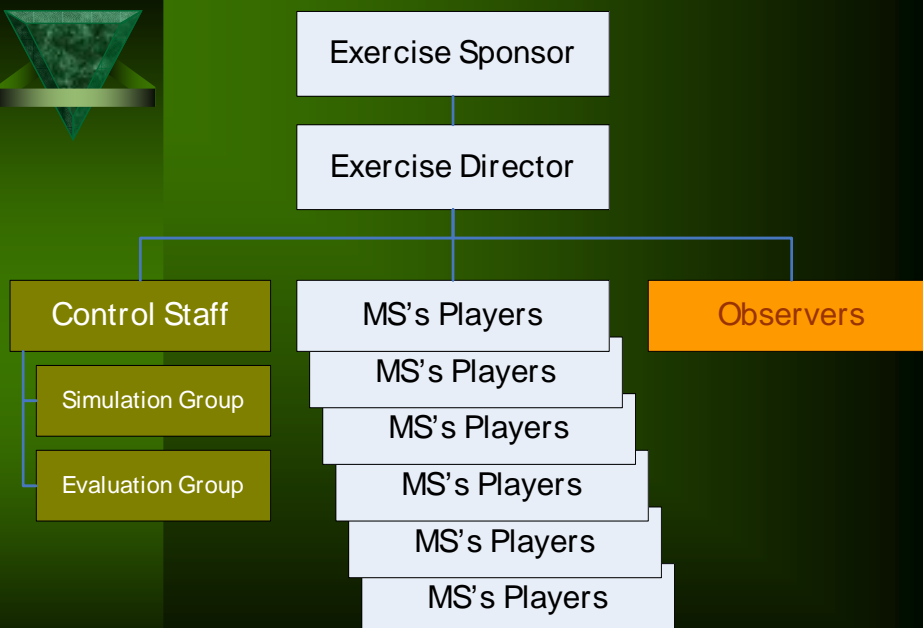 Exercise Sponsor
Exercise Director
Control Staff
Simulation Group
Evaluation Group
MS’s Players
MS’s Players
MS’s Players
MS’s Players
MS’s Players
MS’s Players
Observers